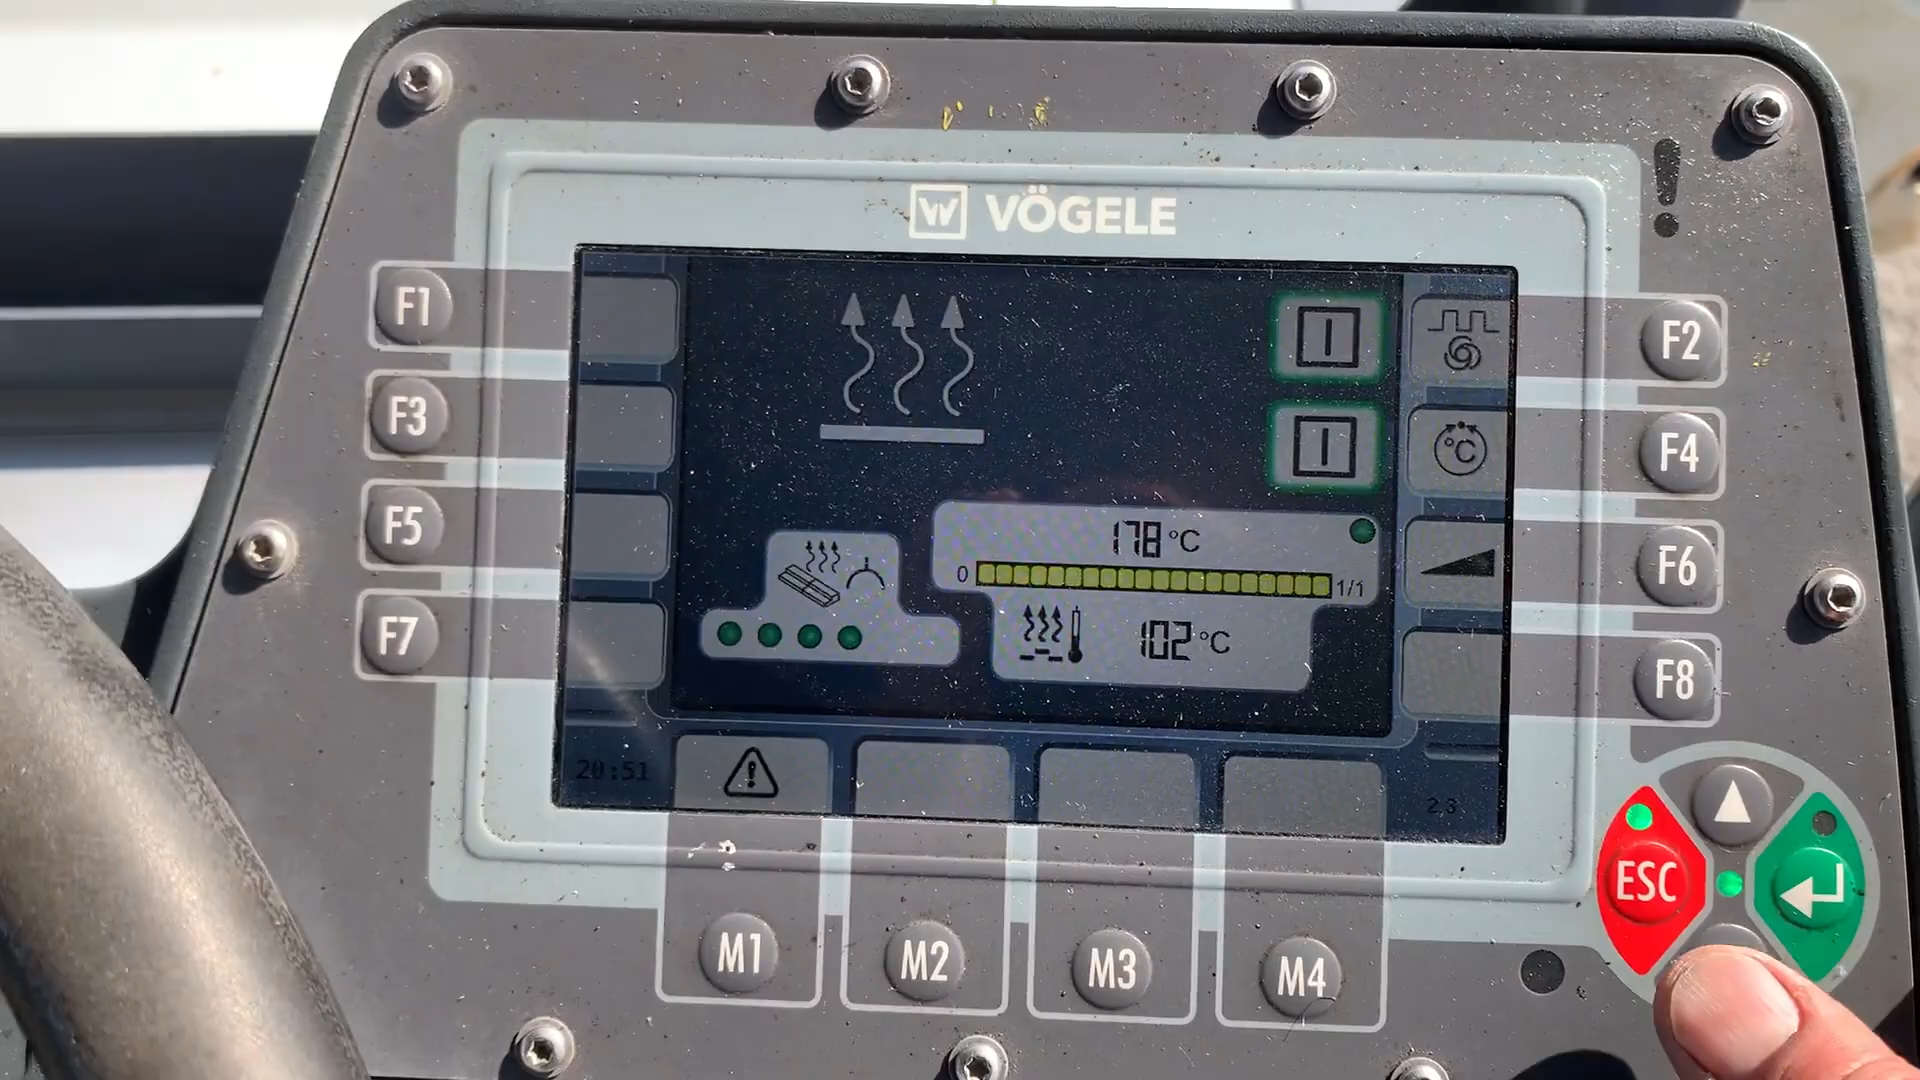 VÖGELE
F1
F2
F3
F4
°C
F5
178 °C
F6
0
1/1
F7
102 °C
F8
20:51
2.3
ESC
M1
M2
M3
M4